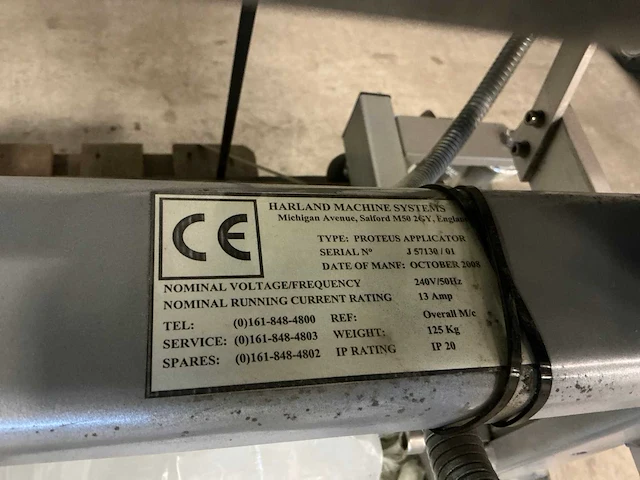 CE
HARLAND MACHINE SYSTEMS
Michigan Avenue, Salford M50 2GY, England
TYPE: PROTEUS APPLICATOR
SERIAL Nº J 57130 / 01
DATE OF MANF: OCTOBER 2008
NOMINAL VOLTAGE/FREQUENCY 240V/50Hz
NOMINAL RUNNING CURRENT RATING 13 Amp
TEL: (0)161-848-4800 REF: Overall M/c
SERVICE: (0)161-848-4803 WEIGHT: 125 Kg
SPARES: (0)161-848-4802 IP RATING IP 20